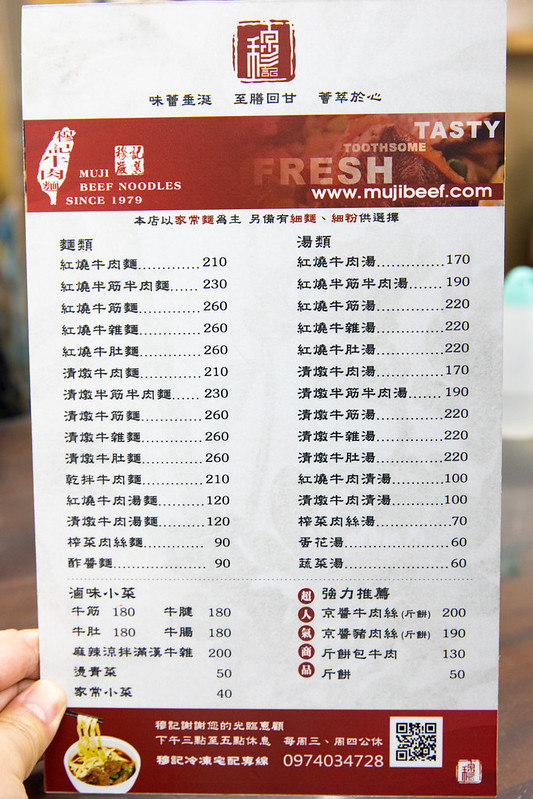 穆記
味蕾垂涎 至膳回甘 薈萃於心
穆記牛肉麵
穆記嚴選
MUJI
BEEF NOODLES
SINCE 1979
TASTY
TOOTHSOME
FRESH
www.mujibeef.com
本店以家常麵為主 另備有細麵、細粉供選擇
麵類
紅燒牛肉麵............. 210
紅燒半筋半肉麵...... 230
紅燒牛筋麵............. 260
紅燒牛雜麵............. 260
紅燒牛肚麵............. 260
清燉牛肉麵............. 210
清燉半筋半肉麵...... 230
清燉牛筋麵............. 260
清燉牛雜麵............. 260
清燉牛肚麵............. 260
乾拌牛肉麵............. 210
紅燒牛肉湯麵.......... 120
清燉牛肉湯麵.......... 120
榨菜肉絲麵............. 90
酢醬麵.................... 90
湯類
紅燒牛肉湯.............. 170
紅燒半筋半肉湯....... 190
紅燒牛筋湯.............. 220
紅燒牛雜湯.............. 220
紅燒牛肚湯.............. 220
清燉牛肉湯.............. 170
清燉半筋半肉湯....... 190
清燉牛筋湯.............. 220
清燉牛雜湯.............. 220
清燉牛肚湯.............. 220
紅燒牛肉清湯........... 100
清燉牛肉清湯........... 100
榨菜肉絲湯............... 70
蛋花湯..................... 60
蔬菜湯..................... 60
滷味小菜
牛筋 180 牛腱 180
牛肚 180 牛腸 180
麻辣涼拌滿漢牛雜 200
燙青菜 50
家常小菜 40
超人氣商品
強力推薦
京醬牛肉絲(斤餅) 200
京醬豬肉絲(斤餅) 190
斤餅包牛肉 130
斤餅 50
穆記謝謝您的光臨惠顧
下午三點至五點休息 每周三、周四公休
穆記冷凍宅配專線 0974034728
穆記